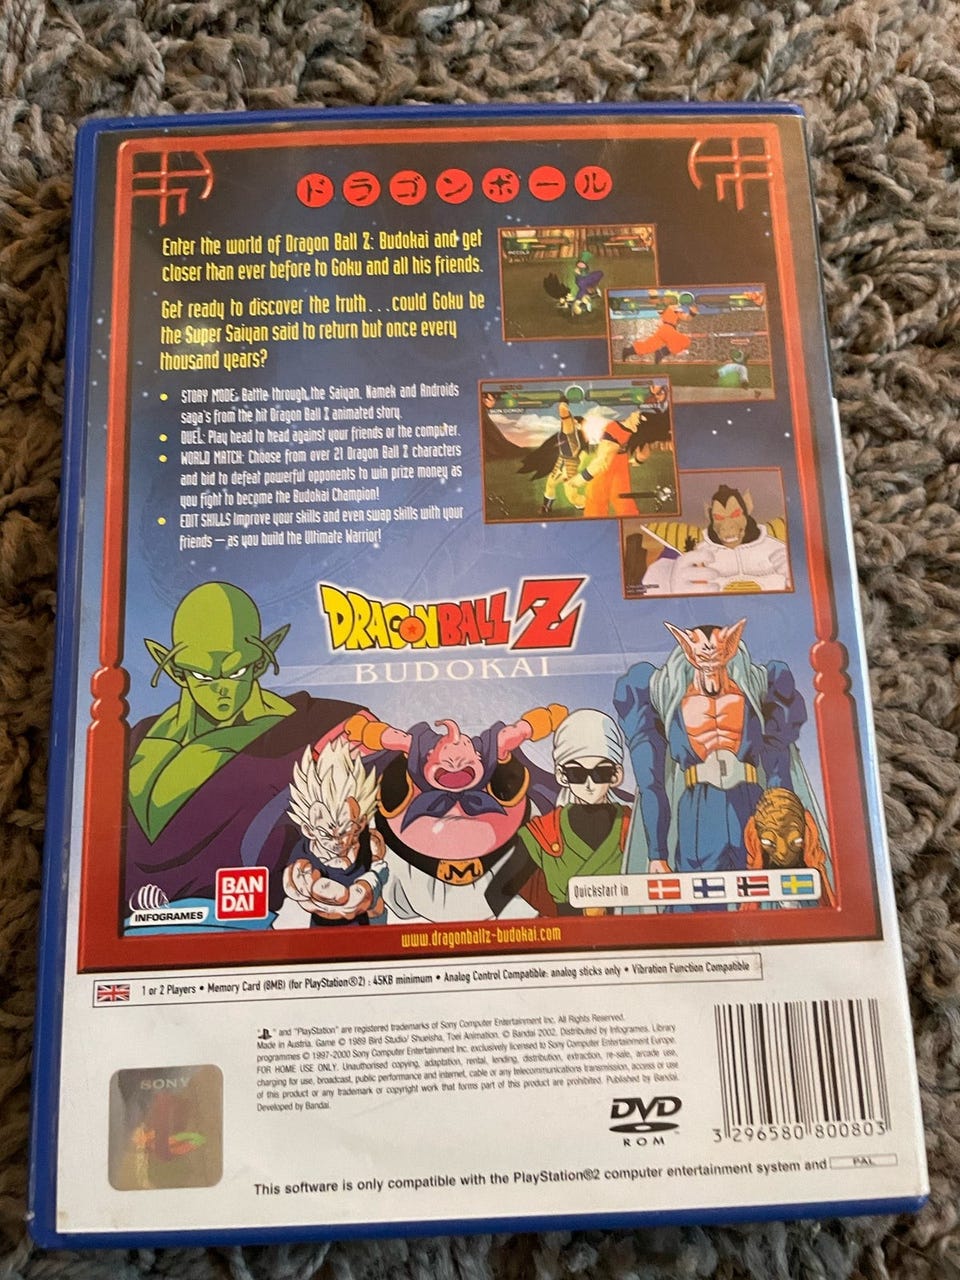 ドラゴンボール
Enter the world of Dragon Ball Z: Budokai and get
closer than ever before to Goku and all his friends.
Get ready to discover the truth...could Goku be
the Super Saiyan said to return but once every
thousand years?
STORY MODE: Battle through the Saiyan, Namek and Androids
saga's from the hit Dragon Ball Z animated story.
DUEL: Play head to head against your friends or the computer.
WORLD MATCH: Choose from over 21 Dragon Ball Z characters
and bid to defeat powerful opponents to win prize money as
you fight to become the Budokai Champion!
EDIT SKILLS Improve your skills and even swap skills with your
friends — as you build the Ultimate Warrior!
DRAGONBALL Z
BUDOKAI
M
INFOGRAMES
BAN
DAI
Quickstart in
www.dragonballz-budokai.com
1 or 2 Players • Memory Card (8MB) (for PlayStation®2) : 45KB minimum • Analog Control Compatible: analog sticks only • Vibration Function Compatible
" and "PlayStation" are registered trademarks of Sony Computer Entertainment Inc. All Rights Reserved.
Made in Austria. Game © 1989 Bird Studio/ Shueisha, Toei Animation. © Bandai 2002. Distributed by Infogrames. Library
programmes © 1997-2000 Sony Computer Entertainment Inc. exclusively licensed to Sony Computer Entertainment Europe.
FOR HOME USE ONLY. Unauthorised copying, adaptation, rental, lending, distribution, extraction, re-sale, arcade use,
charging for use, broadcast, public performance and internet, cable or any telecommunications transmission, access or use
of this product or any trademark or copyright work that forms part of this product are prohibited. Published by Bandai.
Developed by Bandai.
SONY
DVD
ROM
3 296580 800803
This software is only compatible with the PlayStation®2 computer entertainment system and PAL